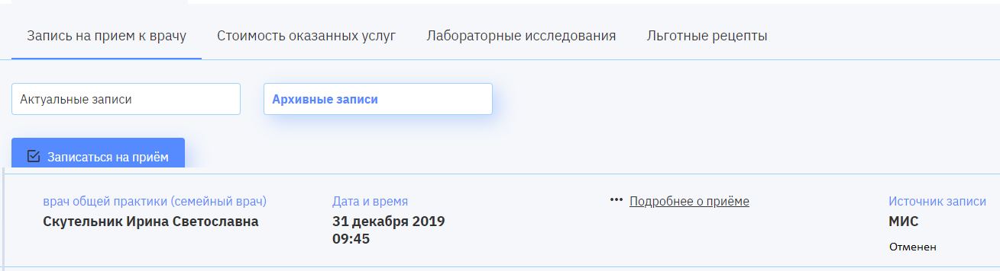 Запись на прием к врачу Стоимость оказанных услуг Лабораторные исследования Льготные рецепты
Актуальные записи Архивные записи
Записаться на приём
врач общей практики (семейный врач) Дата и время ••• Подробнее о приёме Источник записи
Скутельник Ирина Светославна 31 декабря 2019 МИС
09:45
Отменен